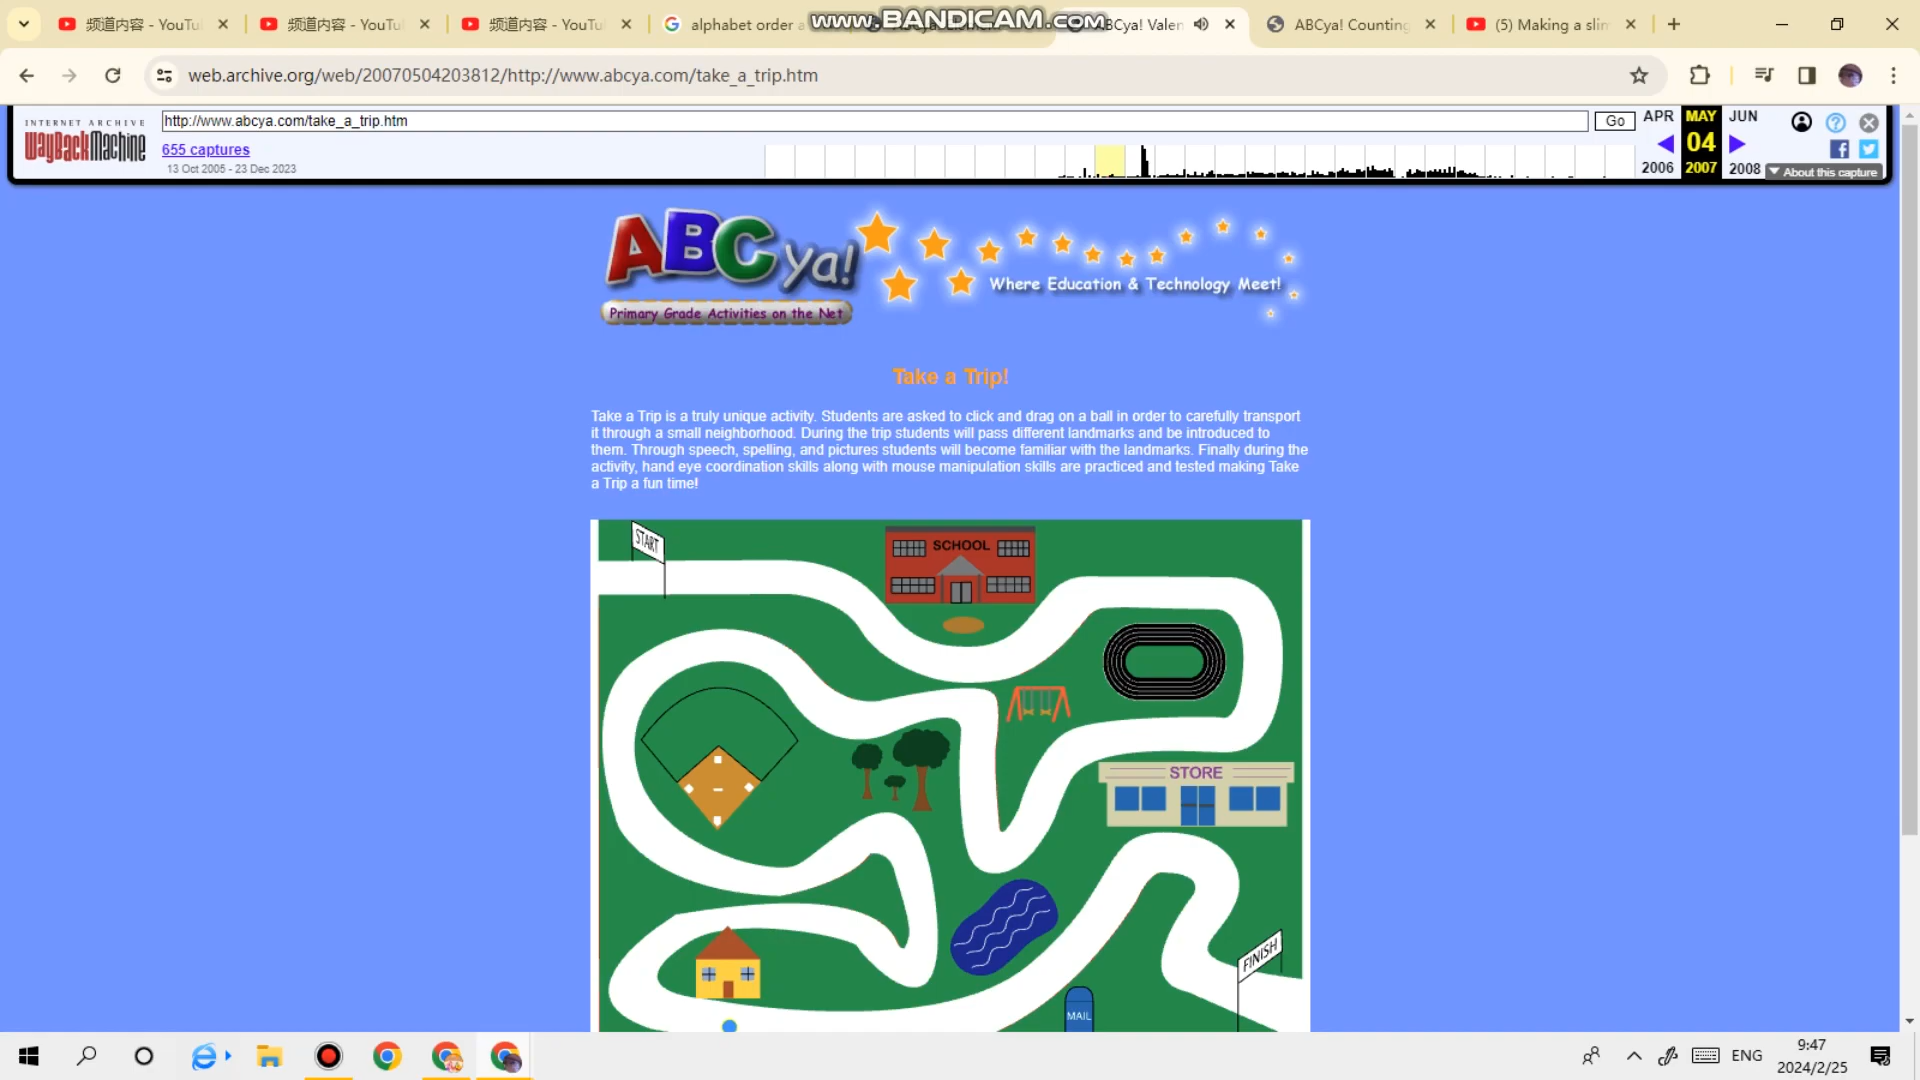 www.BANDICAM.com
频道内容 - YouTu
频道内容 - YouTu
频道内容 - YouTu
alphabet order a
ABCya! Valen
ABCya! Counting
(5) Making a slim
web.archive.org/web/20070504203812/http://www.abcya.com/take_a_trip.htm
INTERNET ARCHIVE
WayBackMachine
http://www.abcya.com/take_a_trip.htm
Go
655 captures
13 Oct 2005 - 23 Dec 2023
APR MAY JUN
04
2006 2007 2008
About this capture
ABCya!
Where Education & Technology Meet!
Primary Grade Activities on the Net
Take a Trip!
Take a Trip is a truly unique activity. Students are asked to click and drag on a ball in order to carefully transport
it through a small neighborhood. During the trip students will pass different landmarks and be introduced to
them. Through speech, spelling, and pictures students will become familiar with the landmarks. Finally during the
activity, hand eye coordination skills along with mouse manipulation skills are practiced and tested making Take
a Trip a fun time!
START
SCHOOL
STORE
FINISH
MAIL
ENG
9:47
2024/2/25